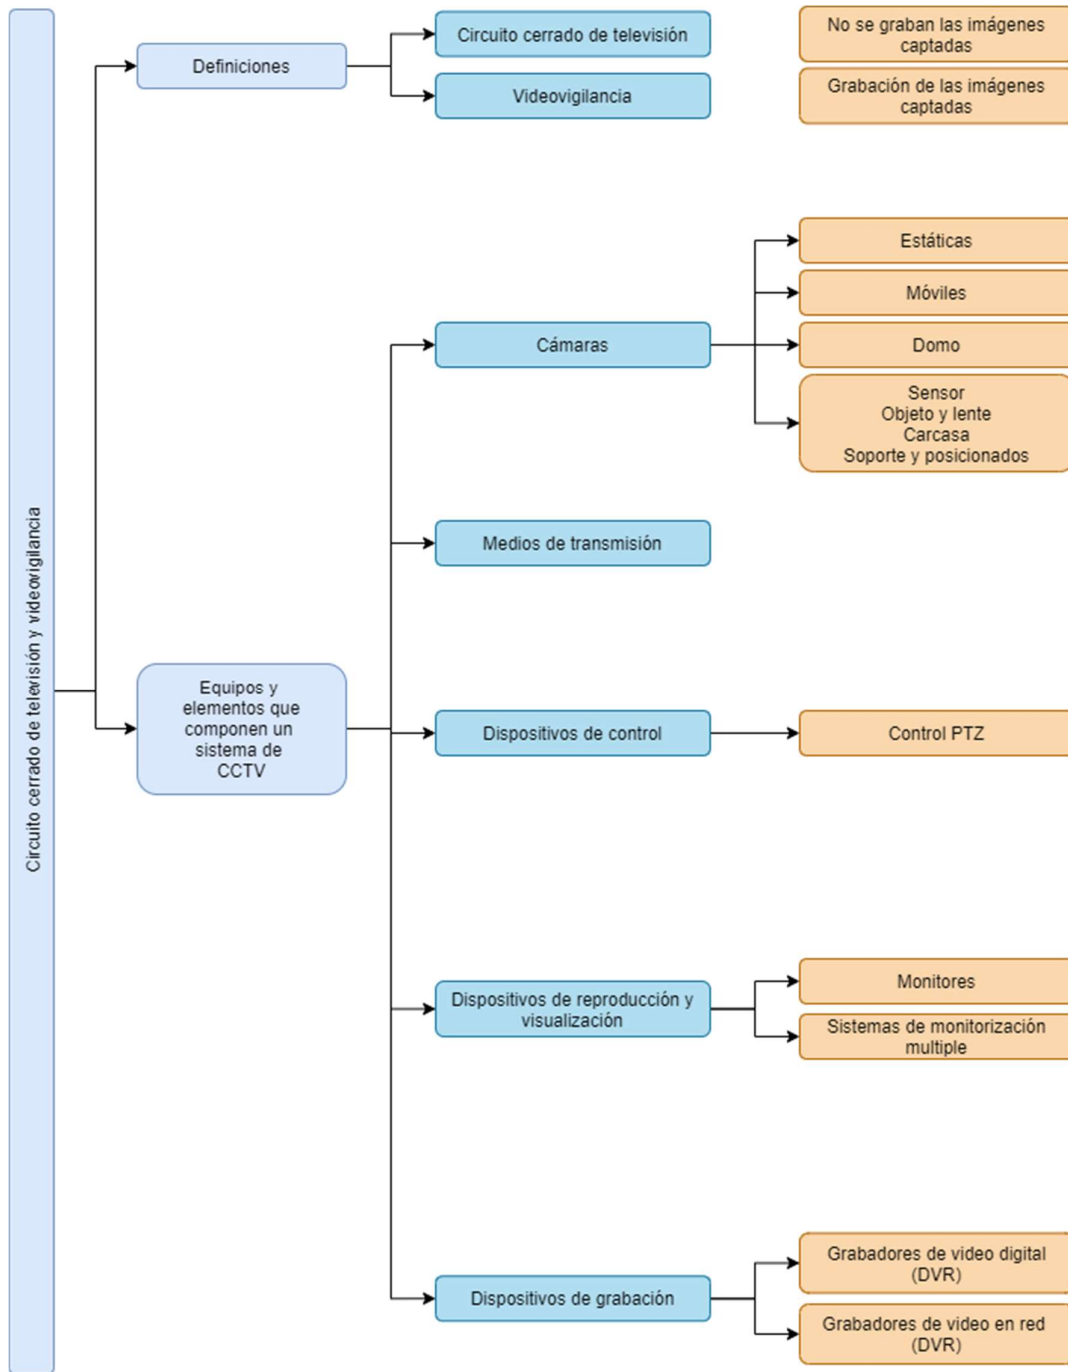 Circuito cerrado de televisión y videovigilancia
Definiciones
Circuito cerrado de televisión
No se graban las imágenes
captadas
Videovigilancia
Grabación de las imágenes
captadas
Equipos y
elementos que
componen un
sistema de
CCTV
Cámaras
Estáticas
Móviles
Domo
Sensor
Objeto y lente
Carcasa
Soporte y posicionados
Medios de transmisión
Dispositivos de control
Control PTZ
Dispositivos de reproducción y
visualización
Monitores
Sistemas de monitorización
multiple
Dispositivos de grabación
Grabadores de video digital
(DVR)
Grabadores de video en red
(DVR)